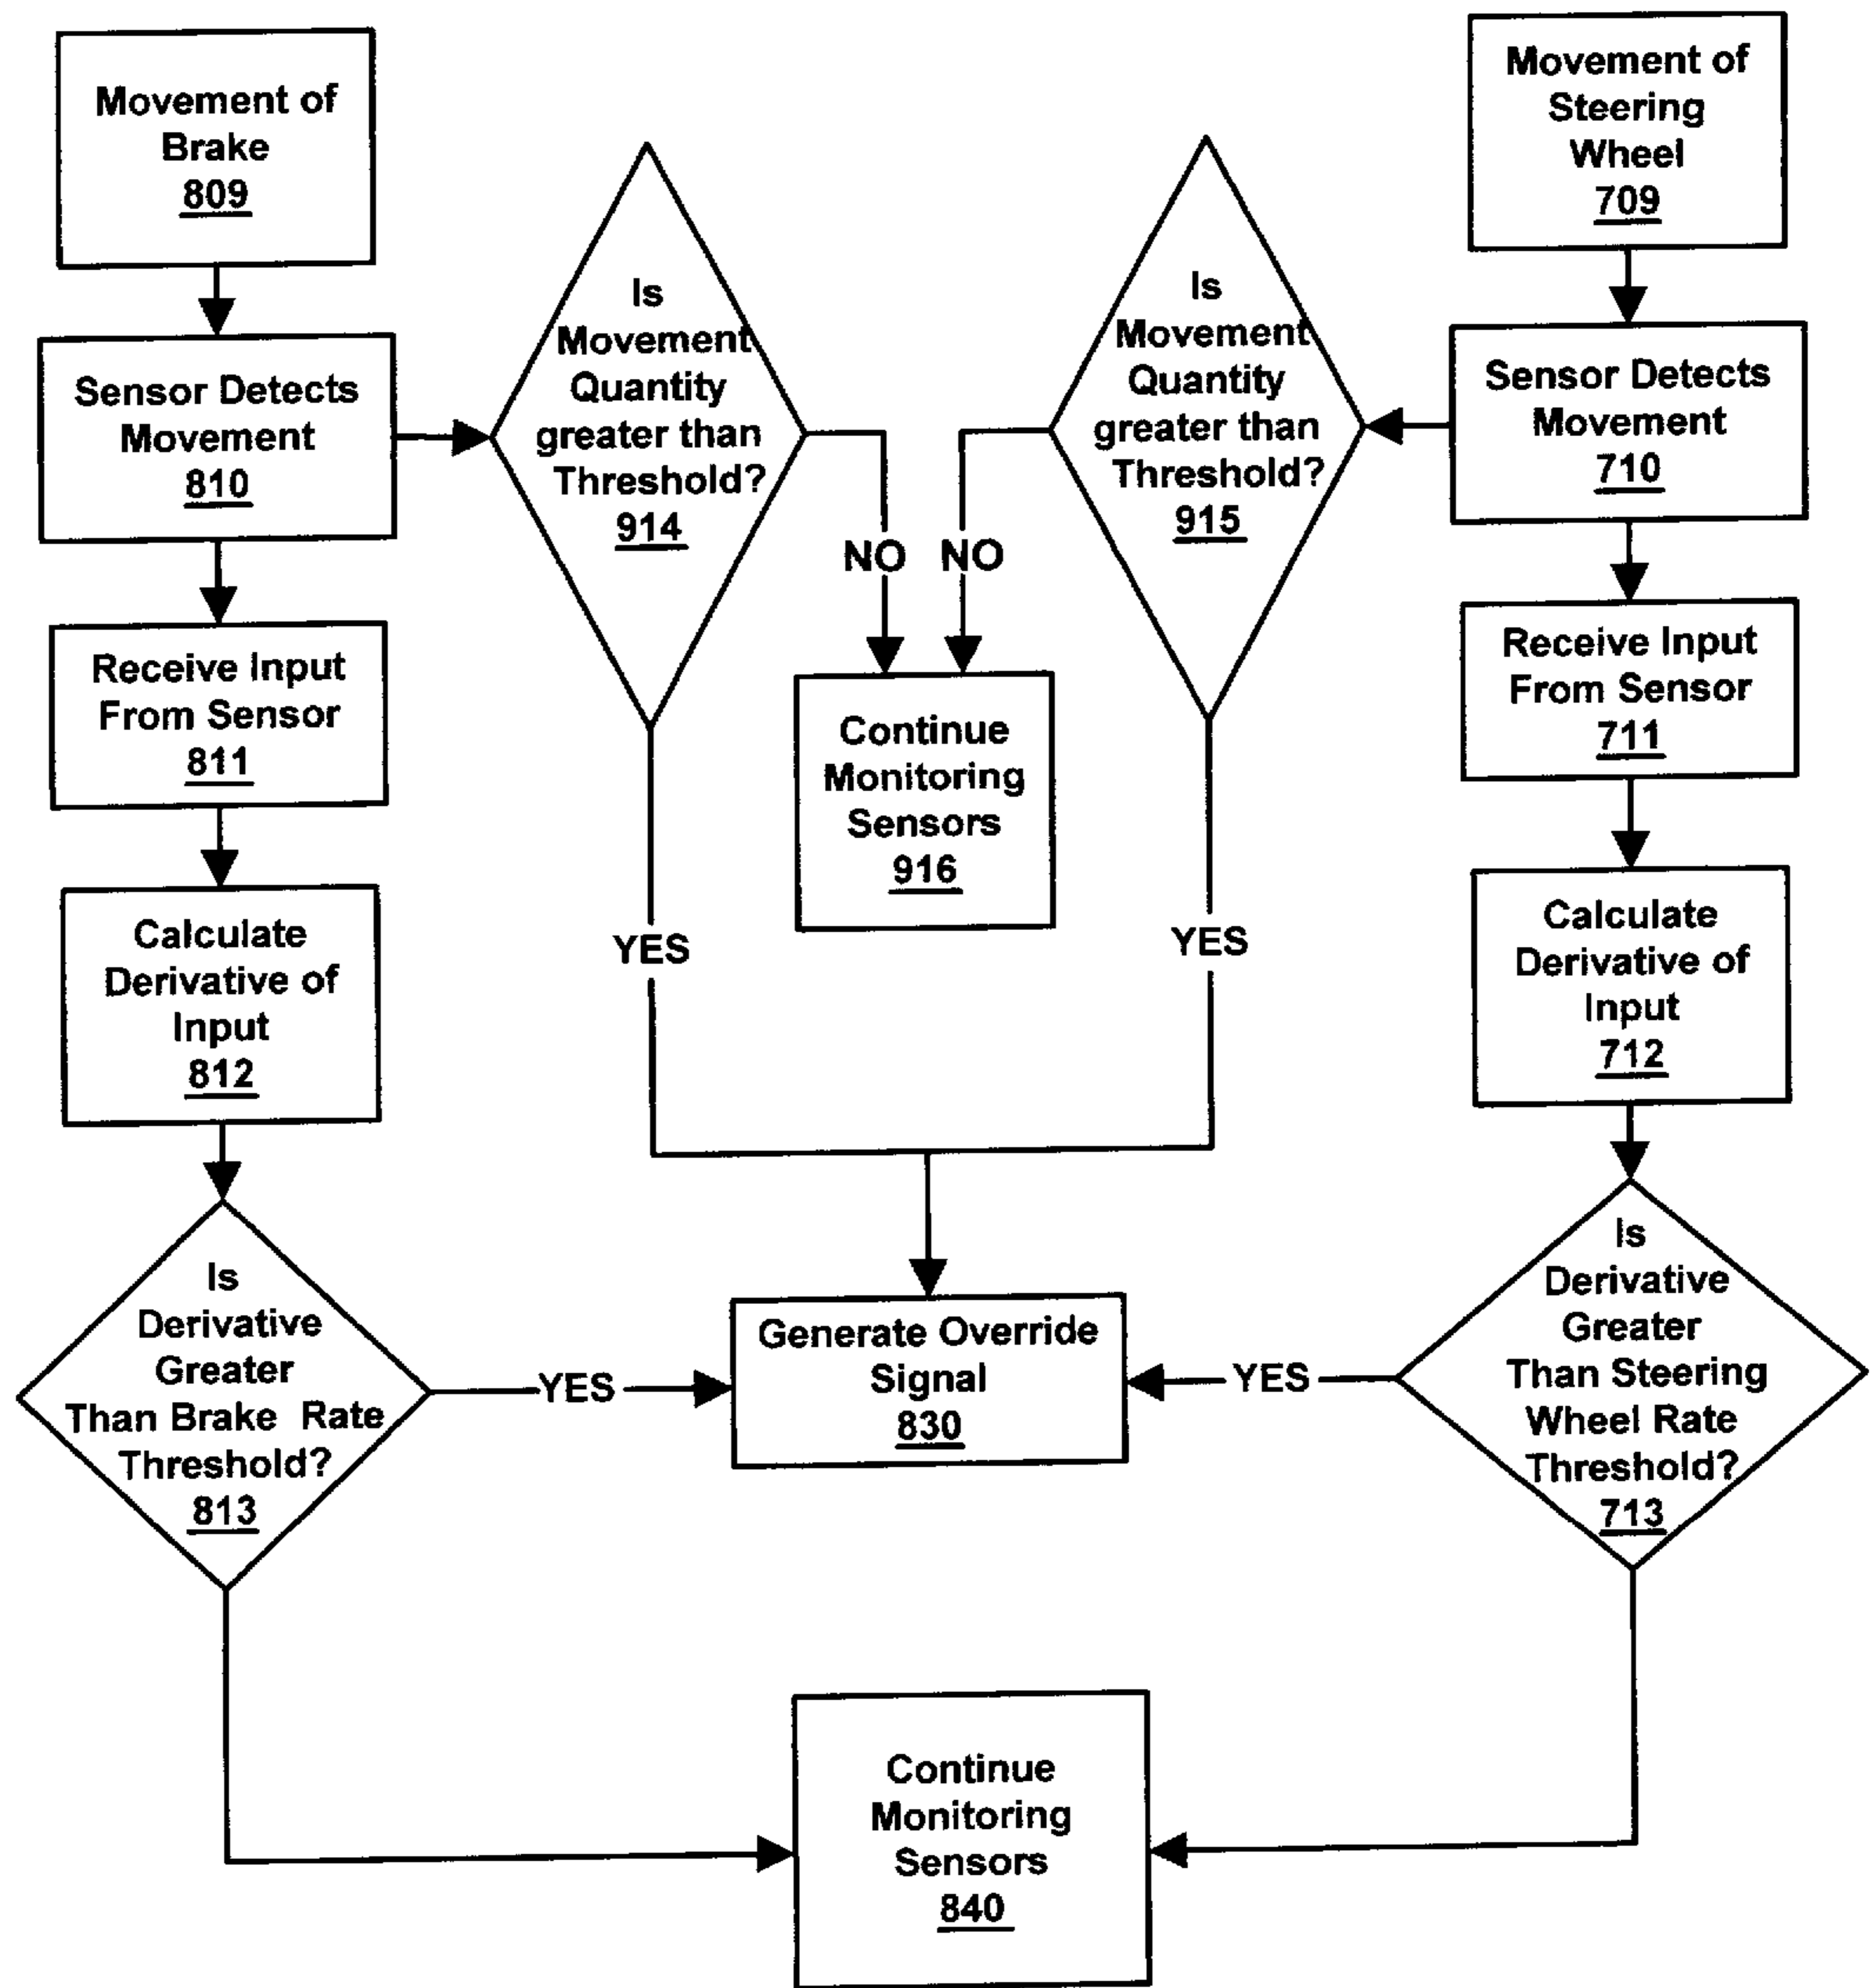 Movement of
Brake
809
Sensor Detects
Movement
810
Receive Input
From Sensor
811
Calculate
Derivative of
Input
812
Is
Derivative
Greater
Than Brake Rate
Threshold?
813
Is
Movement
Quantity
greater than
Threshold?
914
NO
YES
Continue
Monitoring
Sensors
916
Is
Movement
Quantity
greater than
Threshold?
915
NO
YES
Movement of
Steering
Wheel
709
Sensor Detects
Movement
710
Receive Input
From Sensor
711
Calculate
Derivative of
Input
712
Is
Derivative
Greater
Than Steering
Wheel Rate
Threshold?
713
YES
Generate Override
Signal
830
YES
Continue
Monitoring
Sensors
840